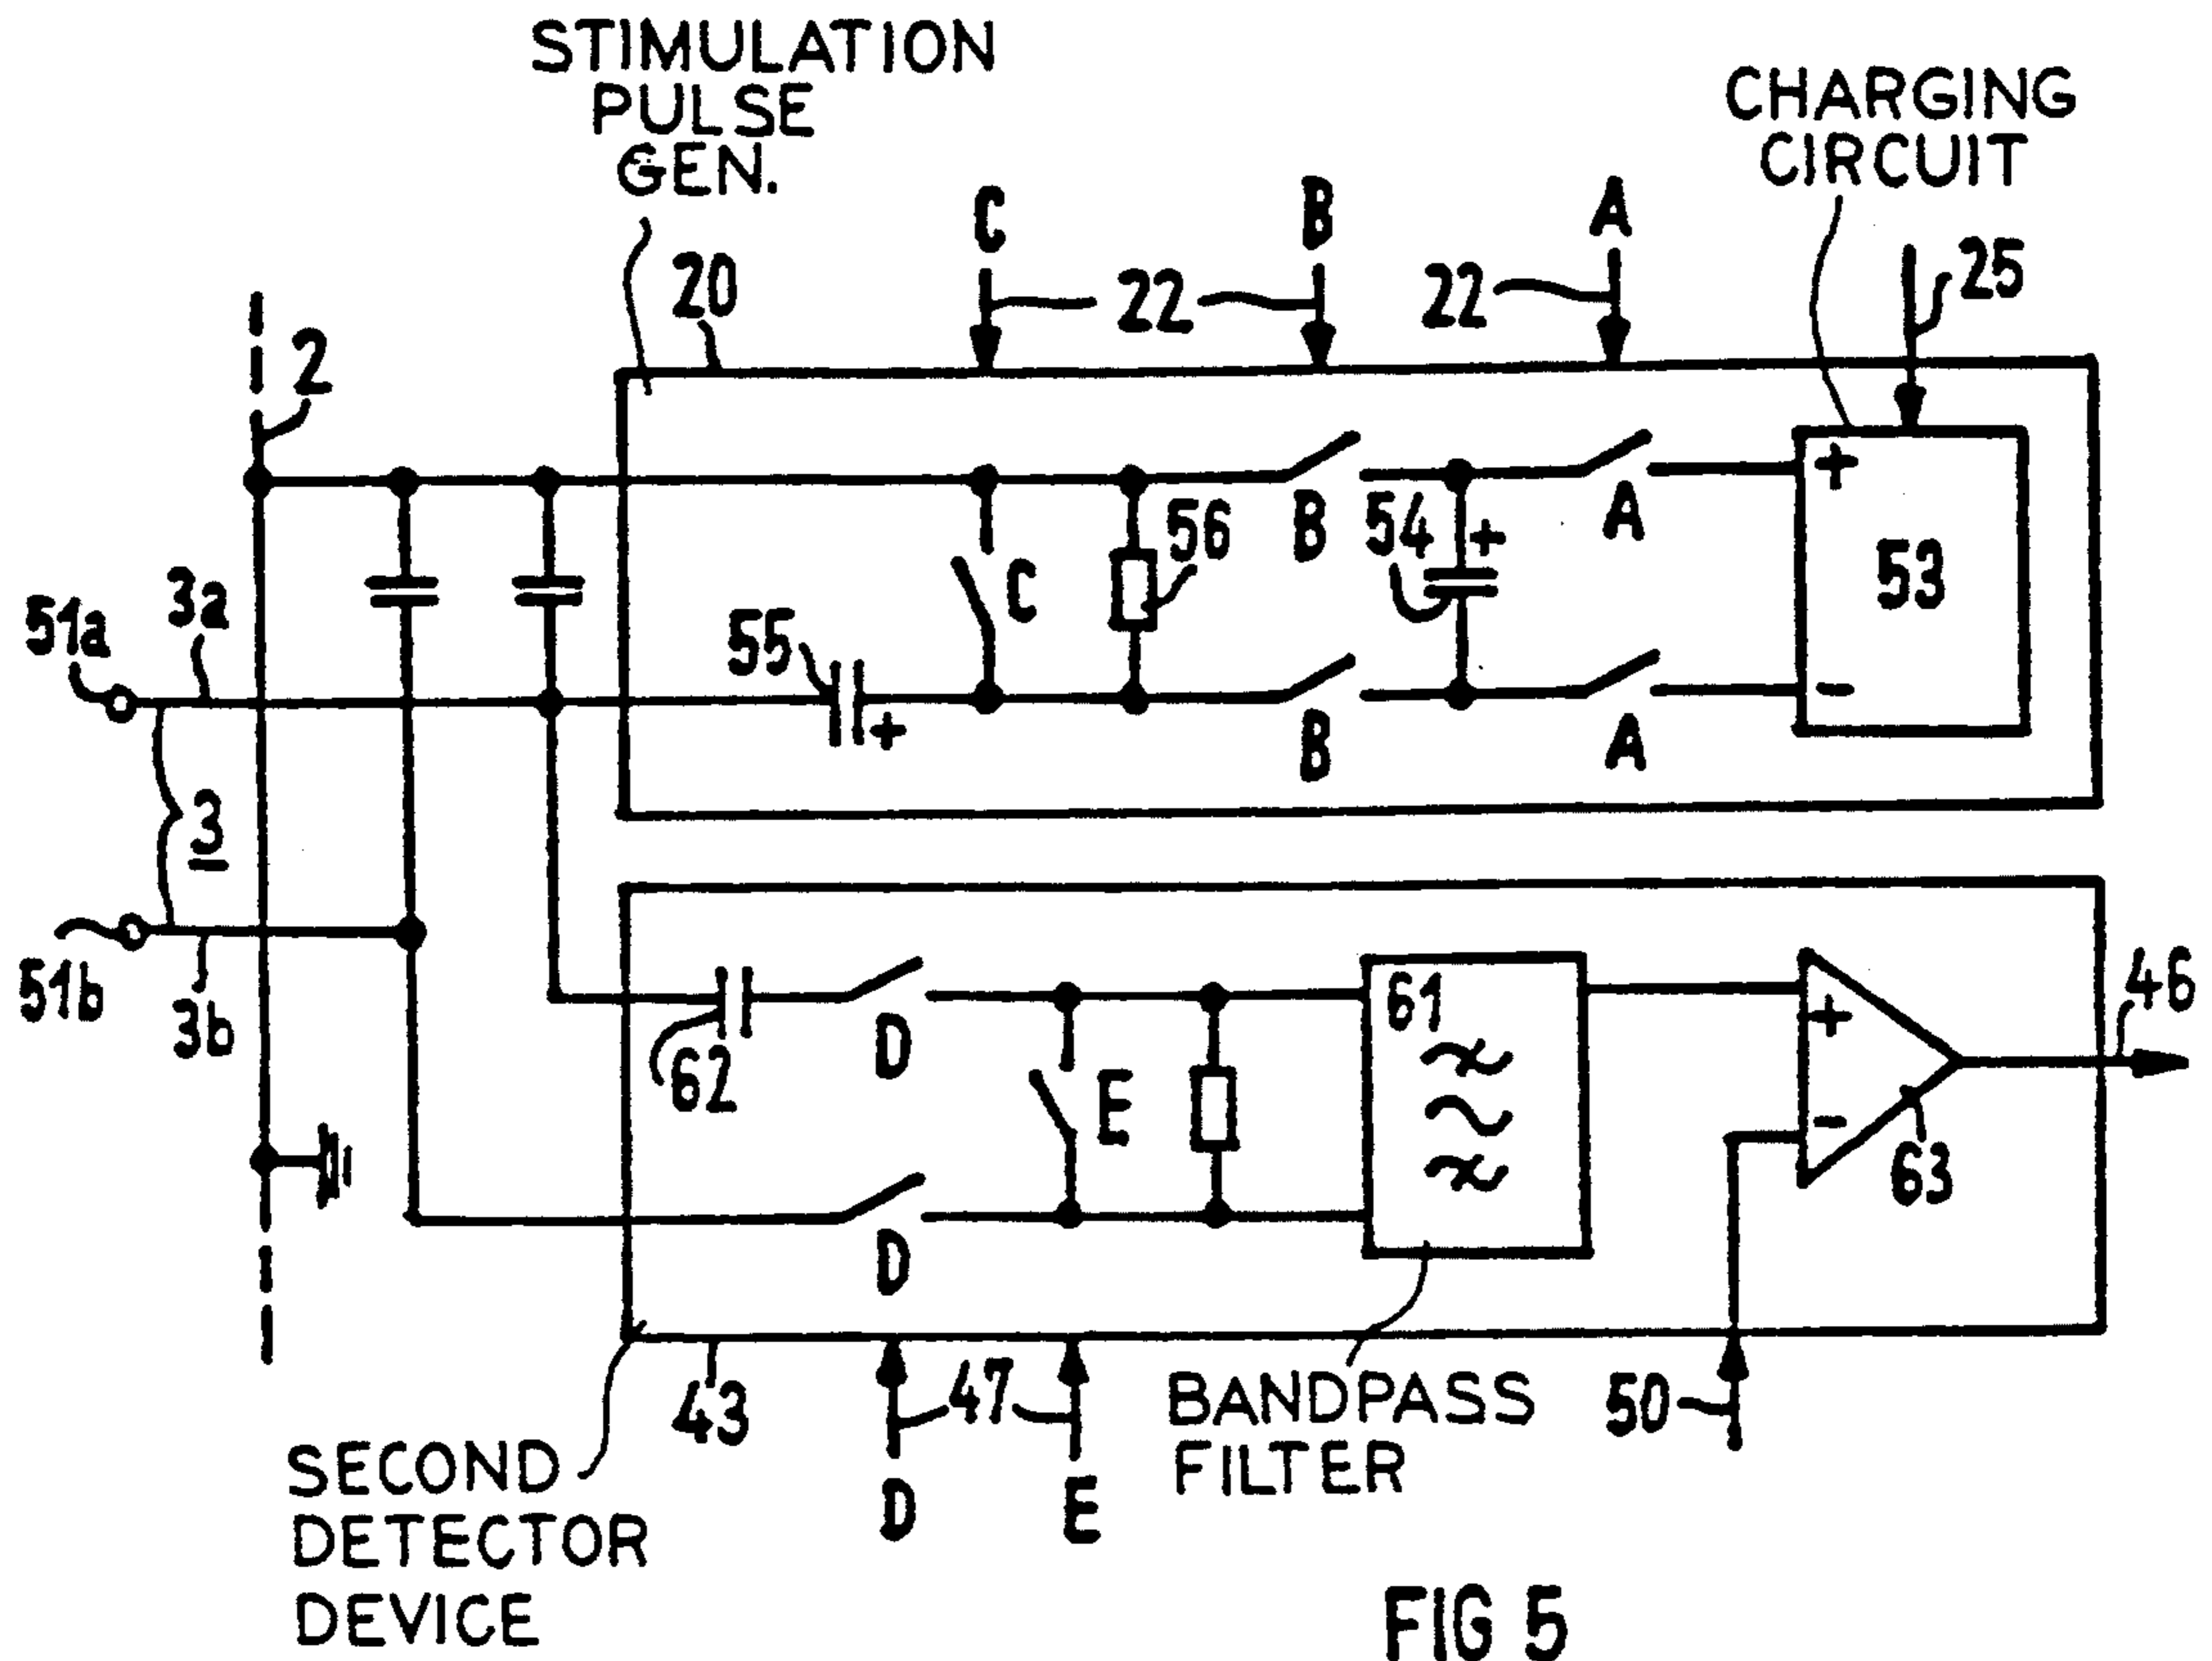 STIMULATION
PULSE
GEN.
CHARGING
CIRCUIT
C
B
A
20
22
22
25
2
+
56
B
54
+
A
53
51a
3a
C
55
+
B
A
-
3
51b
3b
62
D
E
61
+
-
63
46
D
43
47
BANDPASS
FILTER
50
SECOND
DETECTOR
DEVICE
D
E
FIG 5